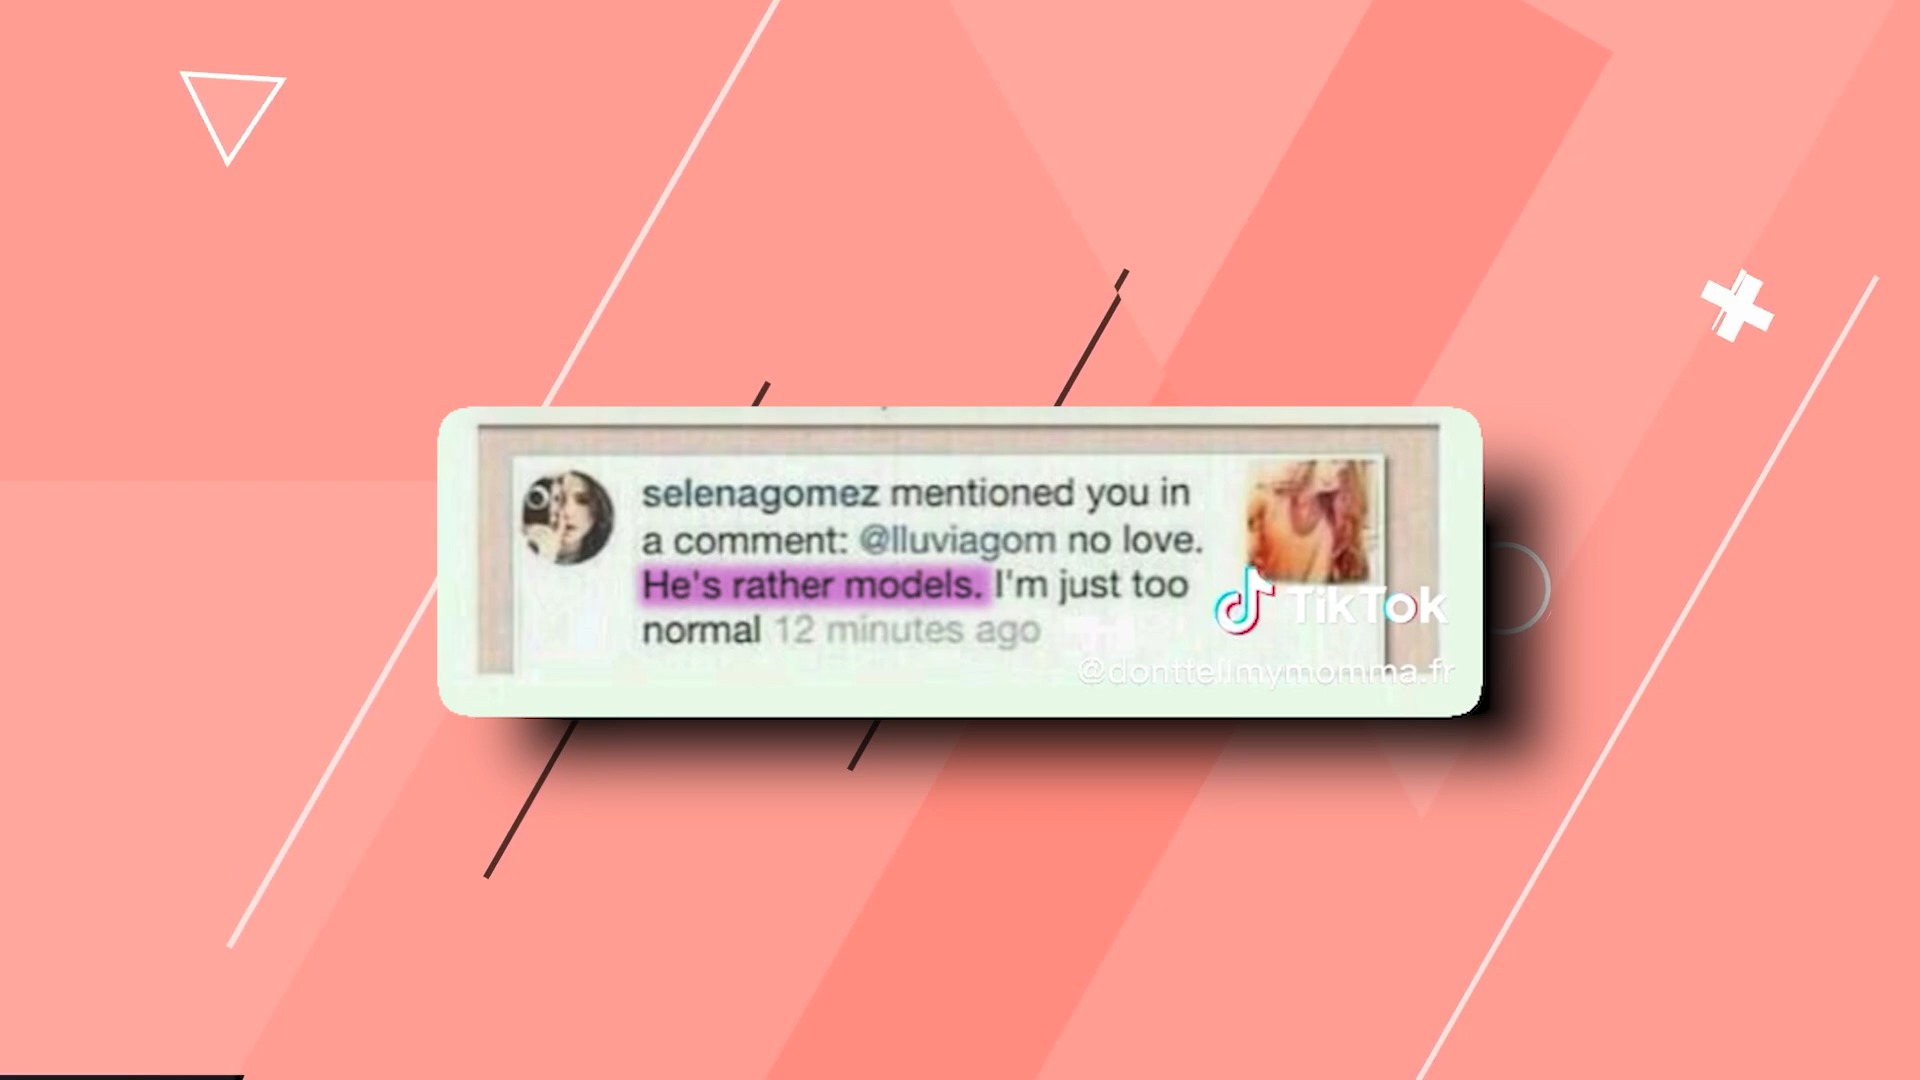 selenagomez mentioned you in
a comment: @lluviagom no love.
He's rather models. I'm just too
normal 12 minutes ago
TikTok
@donttellmymomma.fr